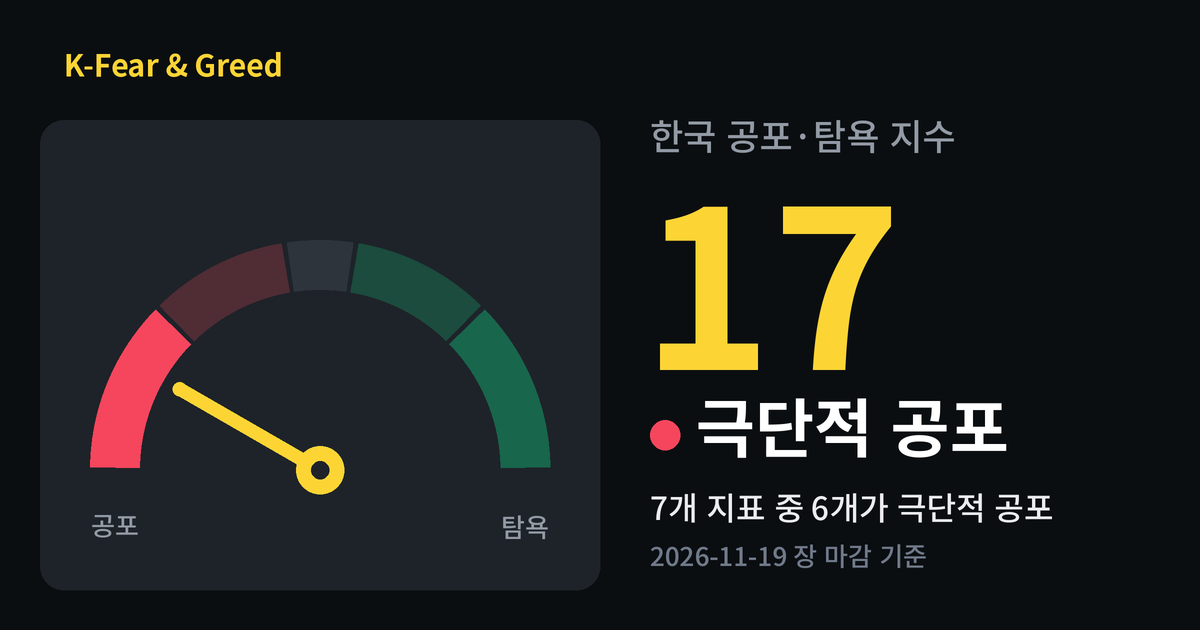 K-Fear & Greed
한국 공포·탐욕 지수
17
극단적 공포
7개 지표 중 6개가 극단적 공포
2026-11-19 장 마감 기준
공포
탐욕